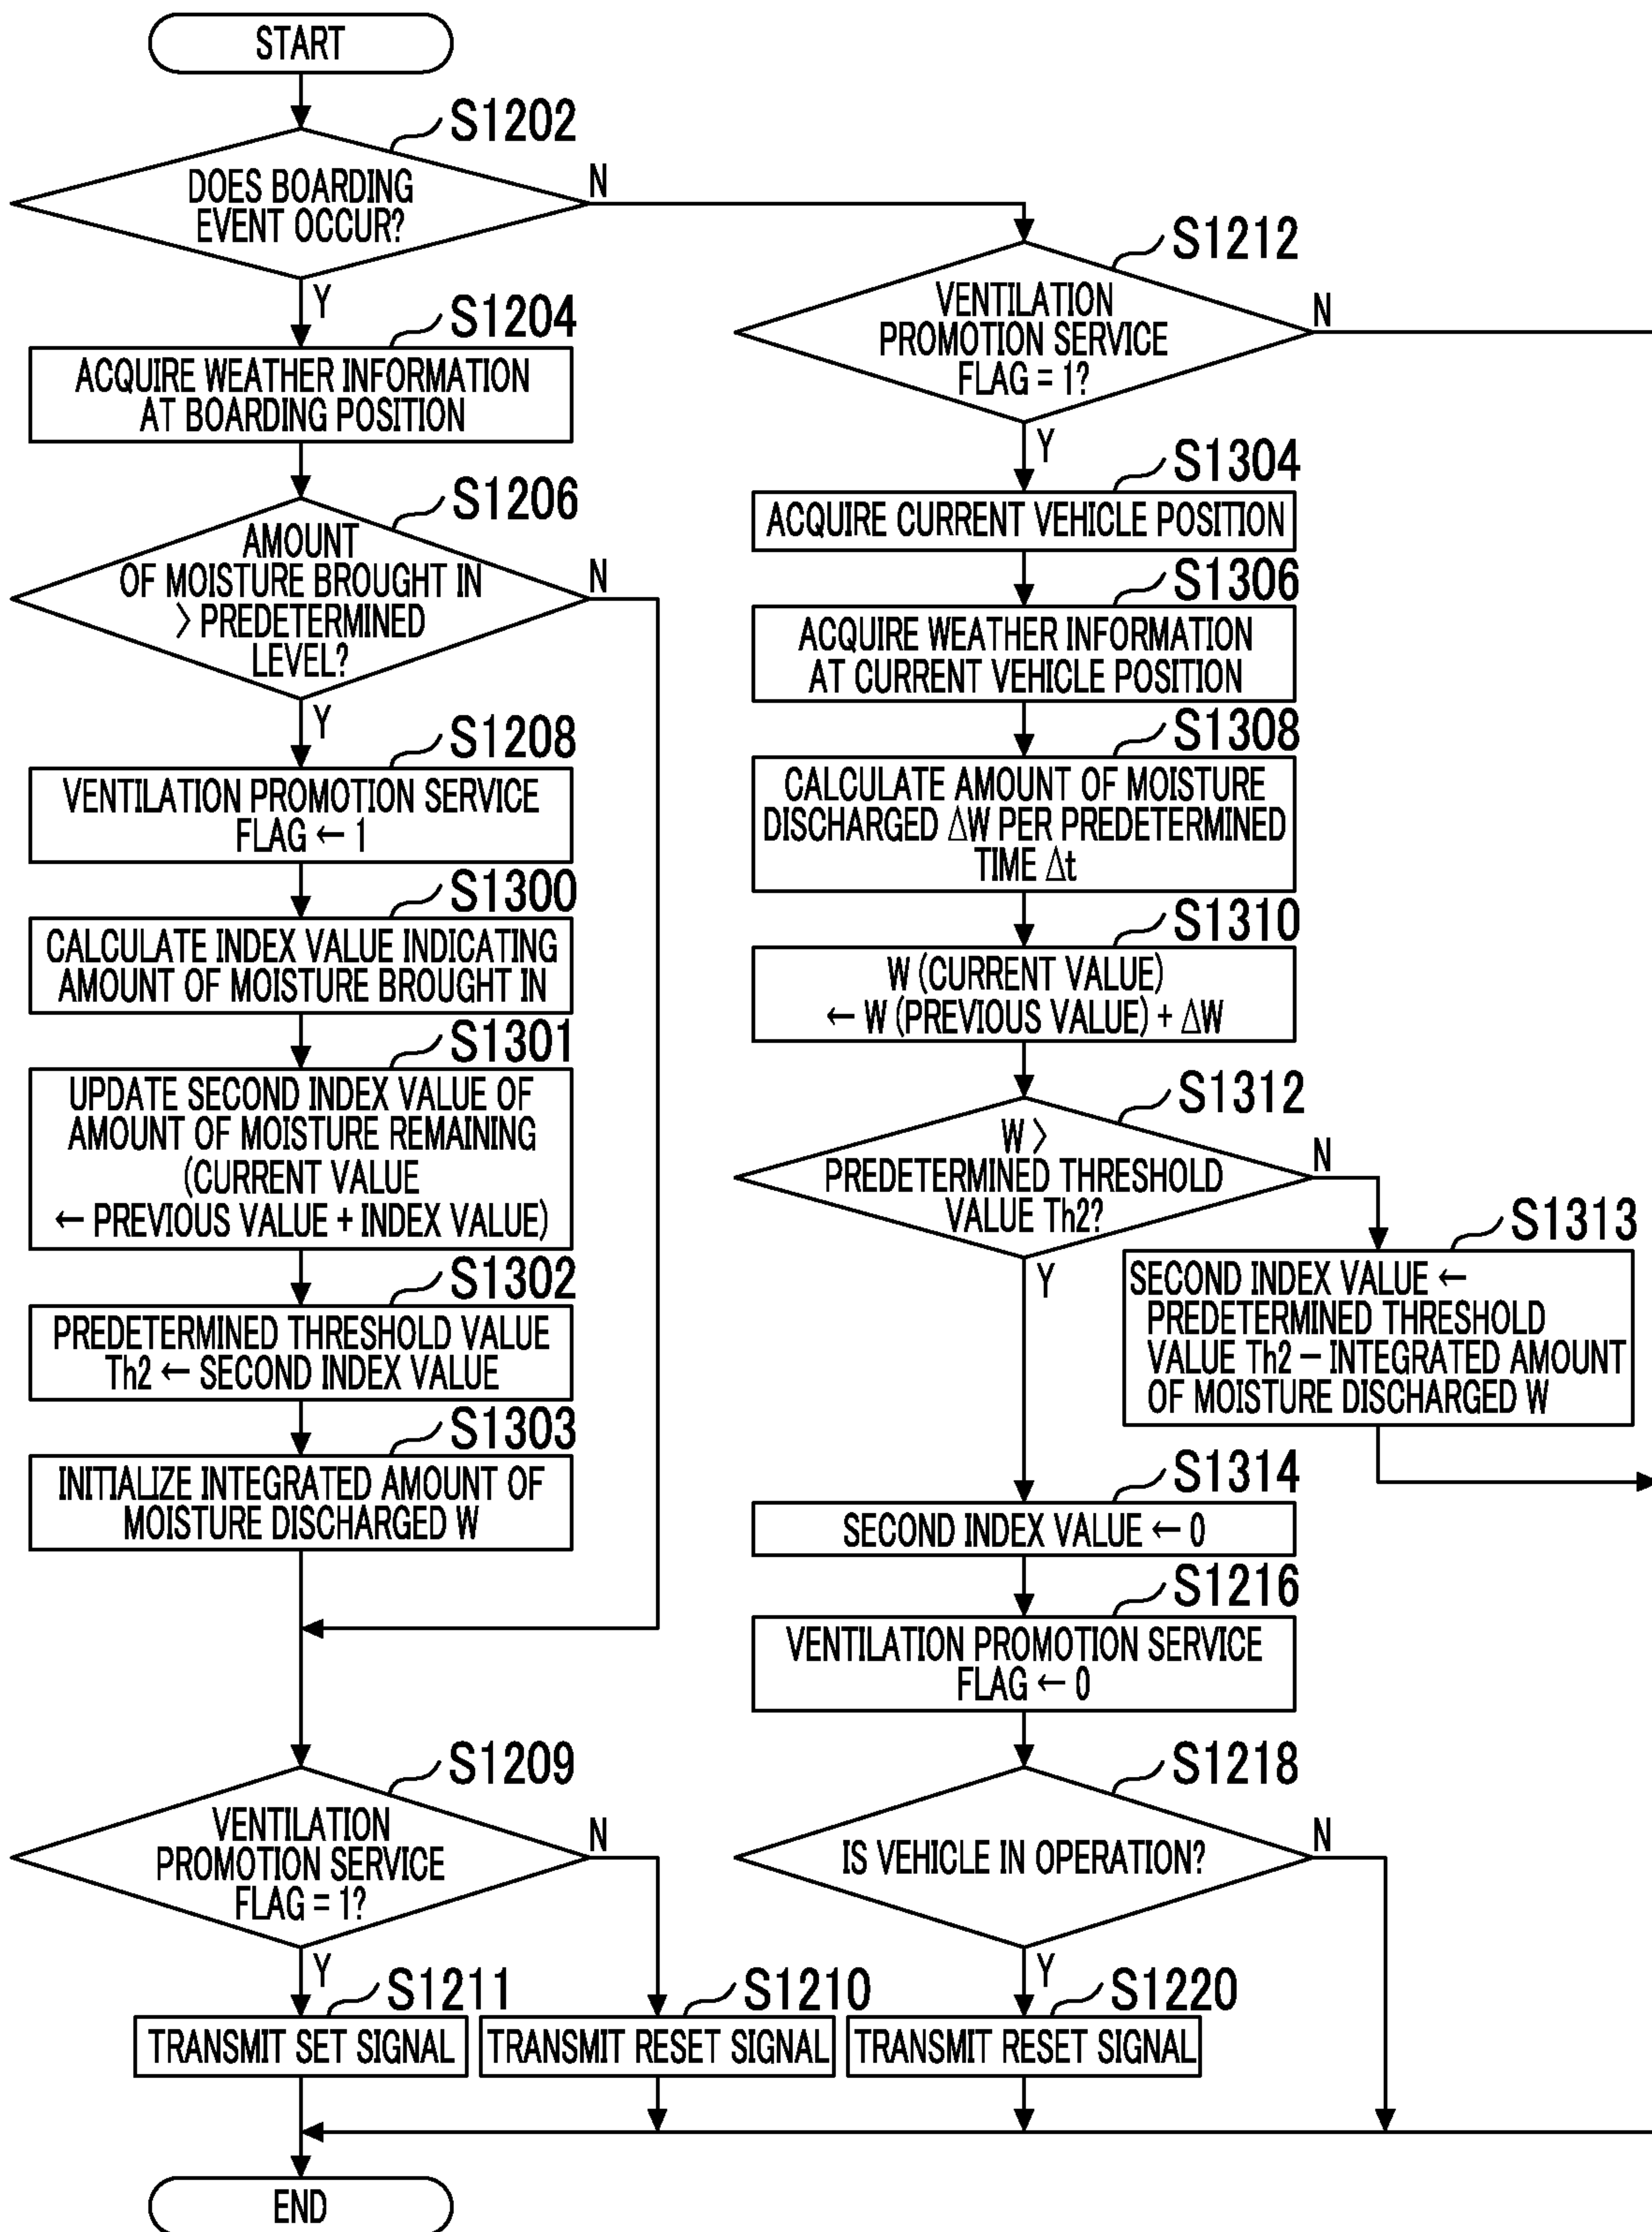 START
S1202
DOES BOARDING
EVENT OCCUR?
N
Y
S1204
ACQUIRE WEATHER INFORMATION
AT BOARDING POSITION
S1206
AMOUNT
OF MOISTURE BROUGHT IN
> PREDETERMINED
LEVEL?
N
Y
S1208
VENTILATION PROMOTION SERVICE
FLAG ← 1
S1300
CALCULATE INDEX VALUE INDICATING
AMOUNT OF MOISTURE BROUGHT IN
S1301
UPDATE SECOND INDEX VALUE OF
AMOUNT OF MOISTURE REMAINING
(CURRENT VALUE
← PREVIOUS VALUE + INDEX VALUE)
S1302
PREDETERMINED THRESHOLD VALUE
Th2 ← SECOND INDEX VALUE
S1303
INITIALIZE INTEGRATED AMOUNT OF
MOISTURE DISCHARGED W
S1209
VENTILATION
PROMOTION SERVICE
FLAG = 1?
N
Y
S1211
TRANSMIT SET SIGNAL
S1210
TRANSMIT RESET SIGNAL
S1212
VENTILATION
PROMOTION SERVICE
FLAG = 1?
N
Y
S1304
ACQUIRE CURRENT VEHICLE POSITION
S1306
ACQUIRE WEATHER INFORMATION
AT CURRENT VEHICLE POSITION
S1308
CALCULATE AMOUNT OF MOISTURE
DISCHARGED ΔW PER PREDETERMINED
TIME Δt
S1310
W (CURRENT VALUE)
← W (PREVIOUS VALUE) + ΔW
S1312
W >
PREDETERMINED THRESHOLD
VALUE Th2?
N
Y
S1313
SECOND INDEX VALUE ←
PREDETERMINED THRESHOLD
VALUE Th2 – INTEGRATED AMOUNT
OF MOISTURE DISCHARGED W
S1314
SECOND INDEX VALUE ← 0
S1216
VENTILATION PROMOTION SERVICE
FLAG ← 0
S1218
IS VEHICLE IN OPERATION?
N
Y
S1220
TRANSMIT RESET SIGNAL
END